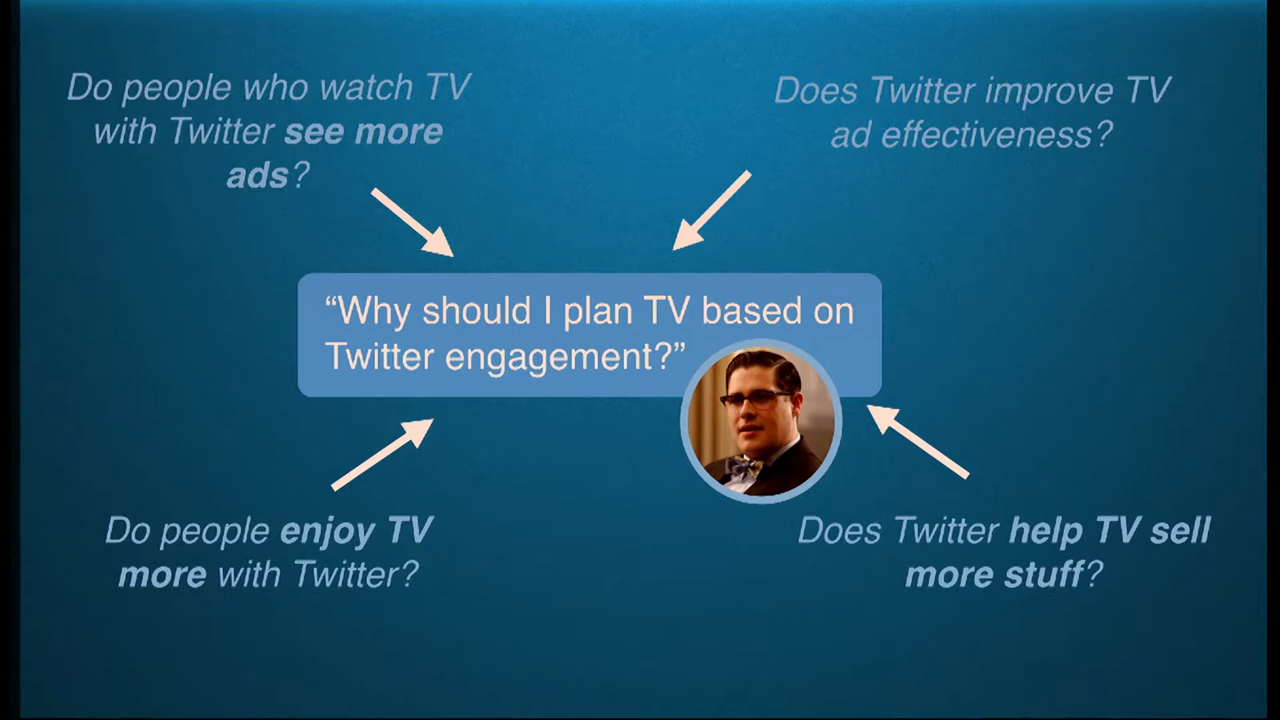 Do people who watch TV
with Twitter see more
ads?
Does Twitter improve TV
ad effectiveness?
“Why should I plan TV based on
Twitter engagement?”
Do people enjoy TV
more with Twitter?
Does Twitter help TV sell
more stuff?